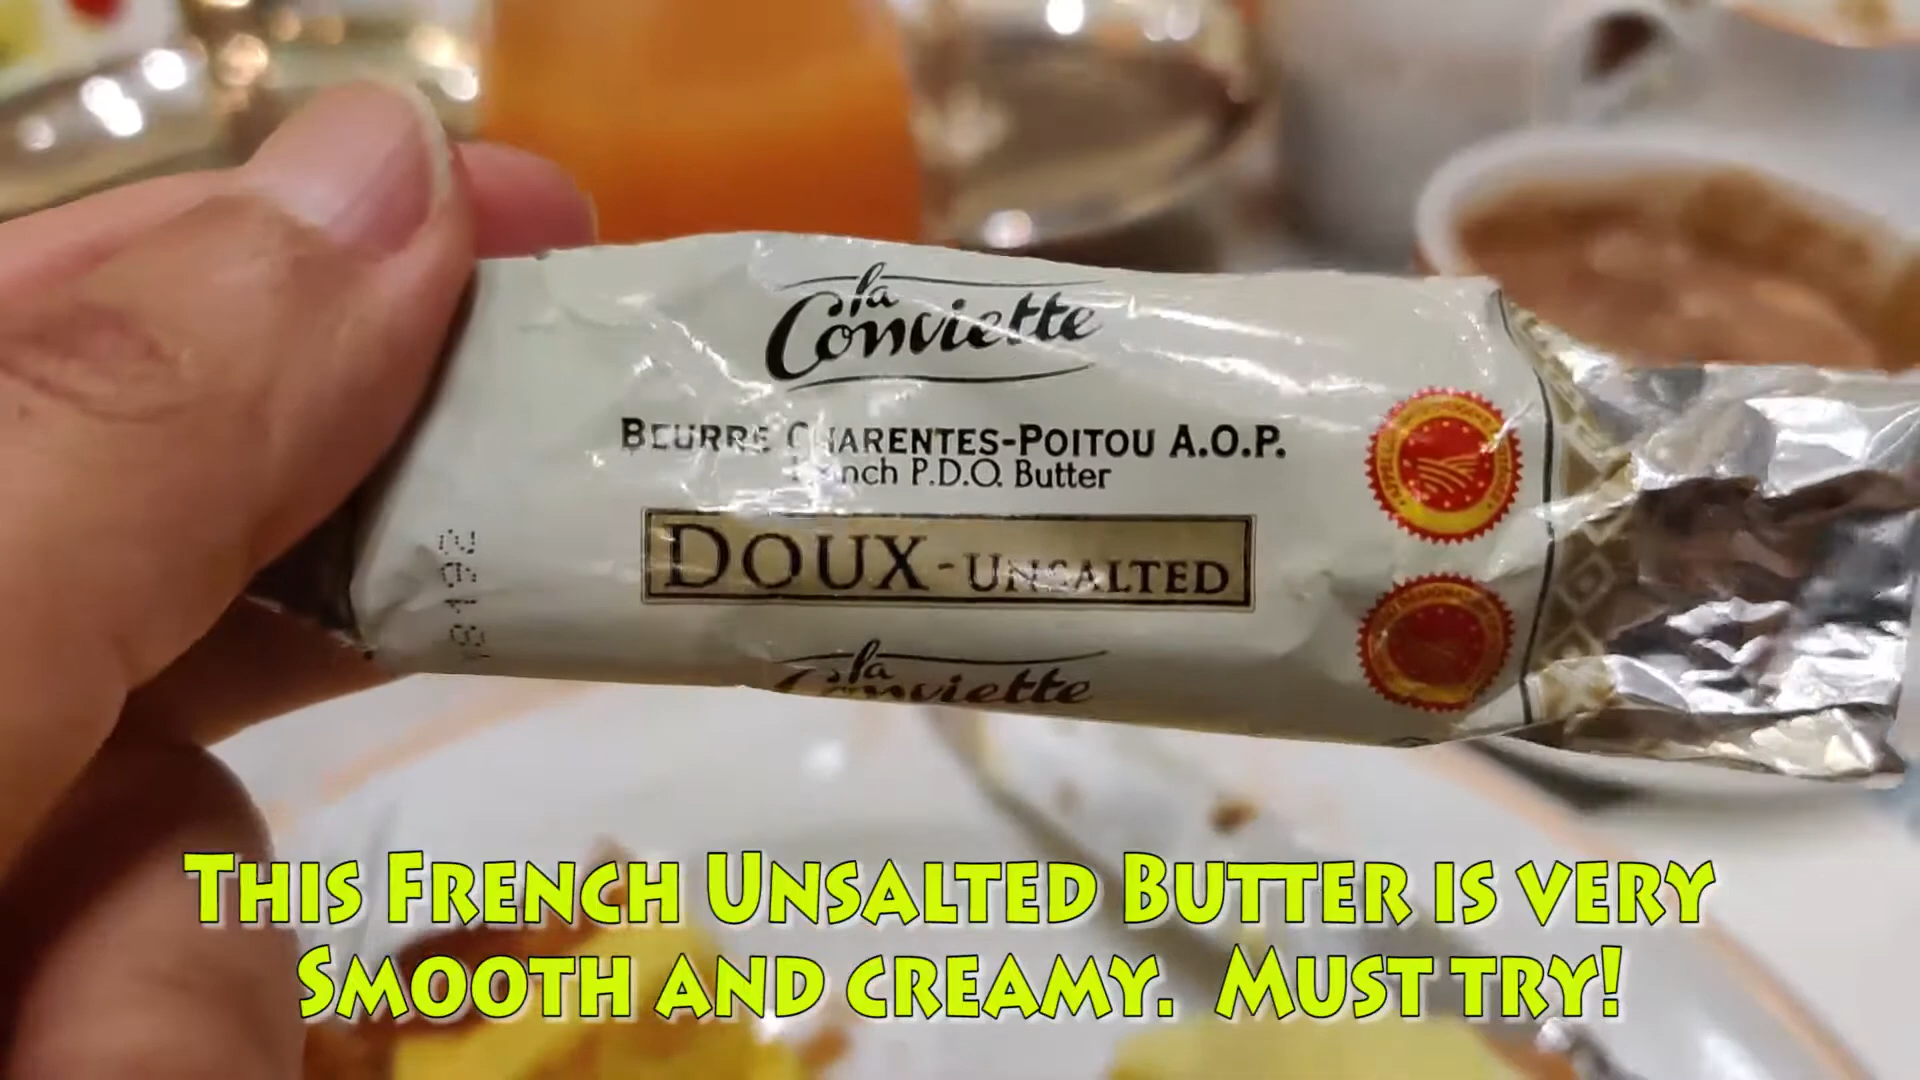 la
Conviette
BEURRE CHARENTES-POITOU A.O.P.
French P.D.O. Butter
DOUX - UNSALTED
la
Conviette
THIS FRENCH UNSALTED BUTTER IS VERY
SMOOTH AND CREAMY. MUST TRY!